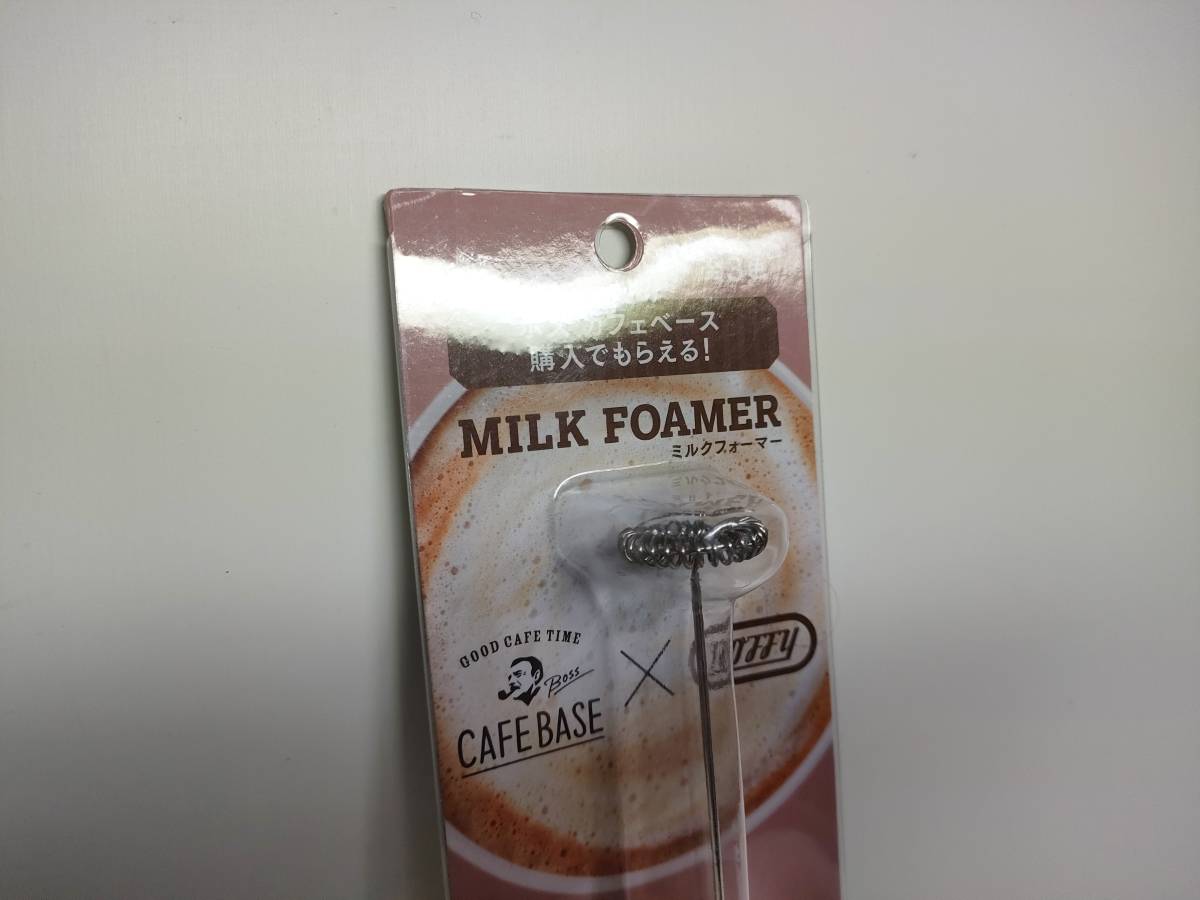 ボス カフェベース
購入でもらえる!
MILK FOAMER
ミルクフォーマー
GOOD CAFE TIME
Boss
CAFE BASE
×